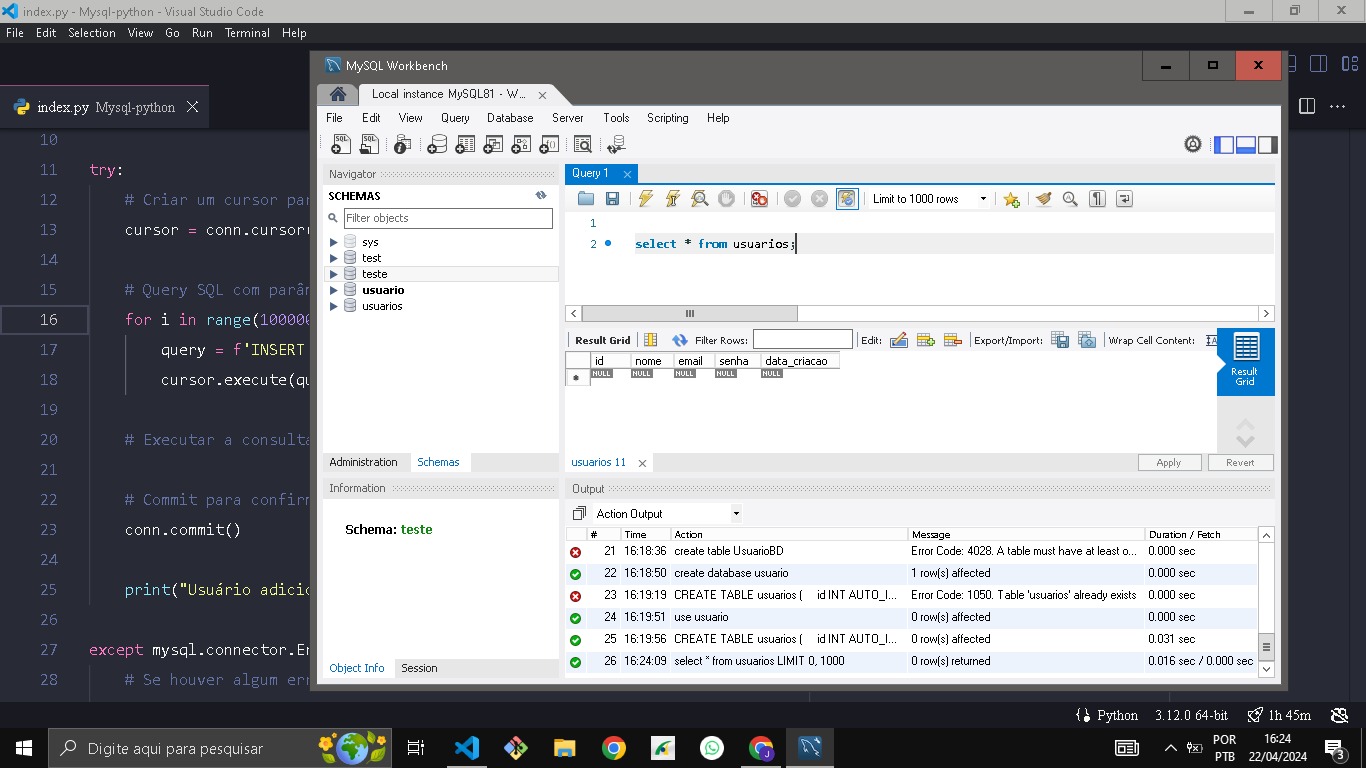 index.py - Mysql-python - Visual Studio Code
File Edit Selection View Go Run Terminal Help
index.py Mysql-python
10
11 try:
12 # Criar um cursor par
13 cursor = conn.cursor(
14
15 # Query SQL com parân
16 for i in range(100000
17 query = f'INSERT
18 cursor.execute(qu
19
20 # Executar a consulta
21
22 # Commit para confirm
23 conn.commit()
24
25 print("Usuário adicio
26
27 except mysql.connector.Er
28 # Se houver algum err
MySQL Workbench
Local instance MySQL81 - W...
File Edit View Query Database Server Tools Scripting Help
Navigator
SCHEMAS
Filter objects
sys
test
teste
usuario
usuarios
Administration Schemas
Information
Schema: teste
Object Info Session
Query 1
Limit to 1000 rows
1
2 select * from usuarios;
Result Grid Filter Rows: Edit: Export/Import: Wrap Cell Content:
id nome email senha data_criacao
NULL NULL NULL NULL NULL
Result Grid
usuarios 11
Apply Revert
Output
Action Output
# Time Action Message Duration / Fetch
21 16:18:36 create table UsuarioBD Error Code: 4028. A table must have at least o... 0.000 sec
22 16:18:50 create database usuario 1 row(s) affected 0.000 sec
23 16:19:19 CREATE TABLE usuarios ( id INT AUTO_I... Error Code: 1050. Table 'usuarios' already exists 0.000 sec
24 16:19:51 use usuario 0 row(s) affected 0.000 sec
25 16:19:56 CREATE TABLE usuarios ( id INT AUTO_I... 0 row(s) affected 0.031 sec
26 16:24:09 select * from usuarios LIMIT 0, 1000 0 row(s) returned 0.016 sec / 0.000 sec
Python 3.12.0 64-bit 1h 45m
Digite aqui para pesquisar
POR
PTB
16:24
22/04/2024
3